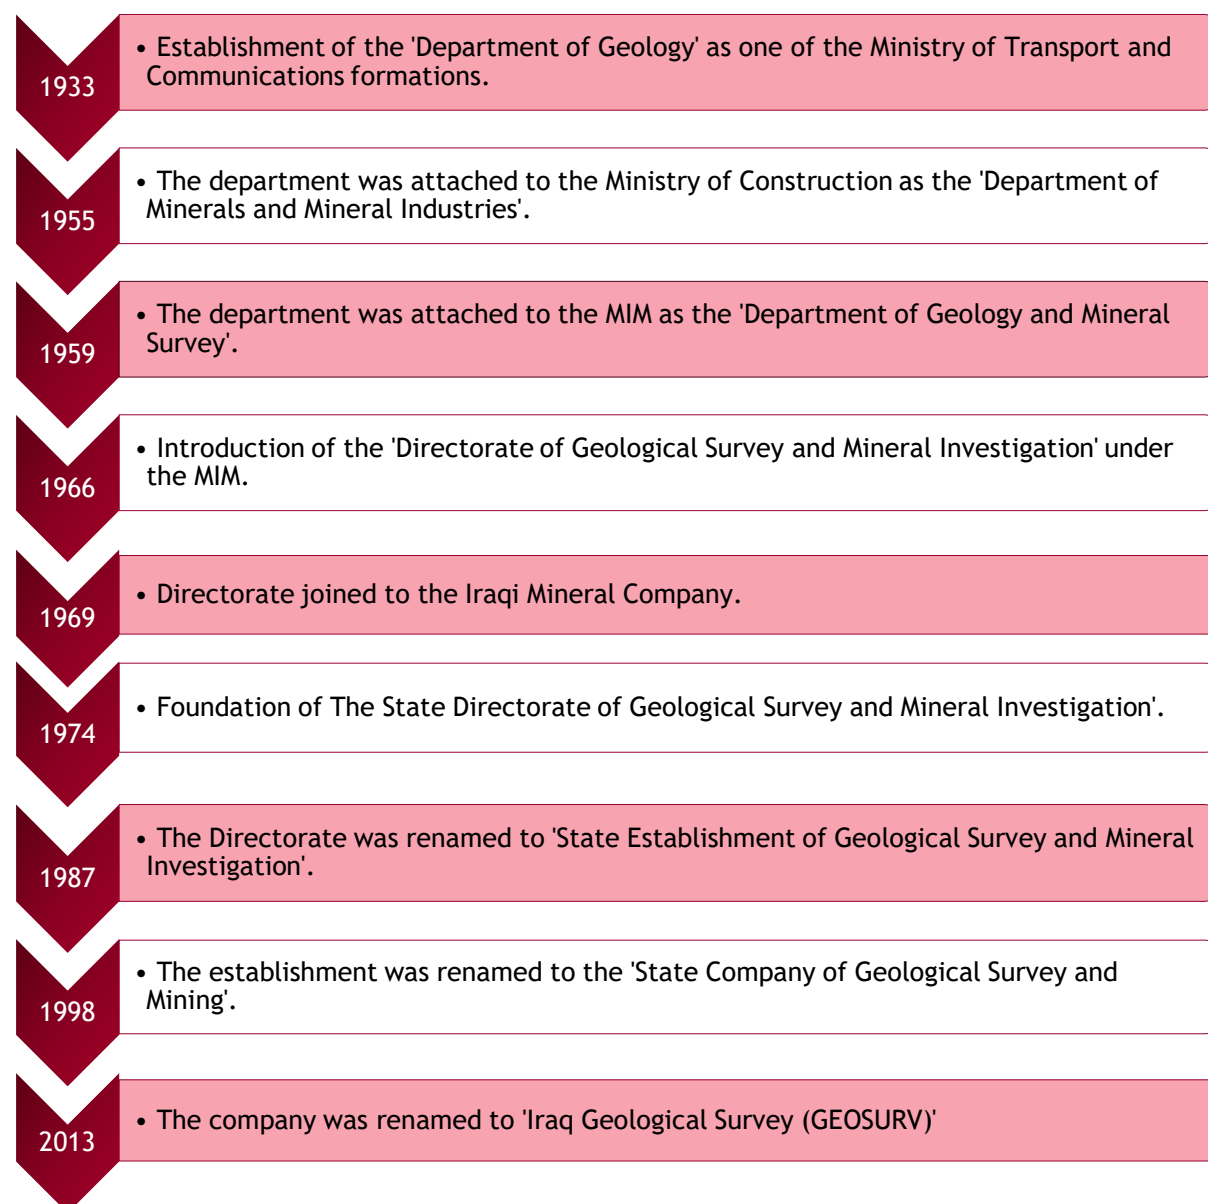 1933
• Establishment of the 'Department of Geology' as one of the Ministry of Transport and
Communications formations.
1955
• The department was attached to the Ministry of Construction as the 'Department of
Minerals and Mineral Industries'.
1959
• The department was attached to the MIM as the 'Department of Geology and Mineral
Survey'.
1966
• Introduction of the 'Directorate of Geological Survey and Mineral Investigation' under
the MIM.
1969
• Directorate joined to the Iraqi Mineral Company.
1974
• Foundation of The State Directorate of Geological Survey and Mineral Investigation'.
1987
• The Directorate was renamed to 'State Establishment of Geological Survey and Mineral
Investigation'.
1998
• The establishment was renamed to the 'State Company of Geological Survey and
Mining'.
2013
• The company was renamed to 'Iraq Geological Survey (GEOSURV)'